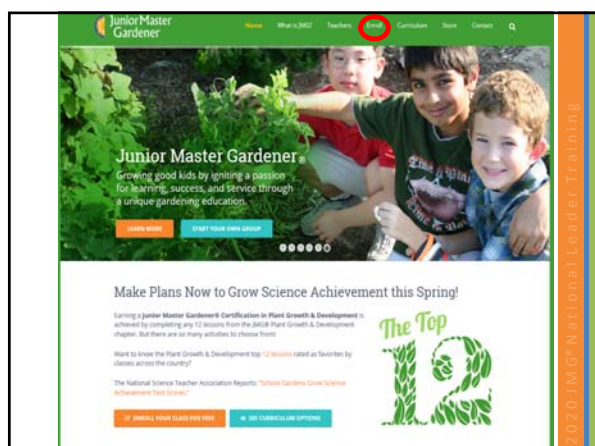 Junior Master
Gardener
Home What is JMG? Teachers Enroll Curriculum Store Contact
Junior Master Gardener®
Growing good kids by igniting a passion
for learning, success, and service through
a unique gardening education.
LEARN MORE START YOUR OWN GROUP
Make Plans Now to Grow Science Achievement this Spring!
Earning a Junior Master Gardener® Certification in Plant Growth & Development is
achieved by completing any 12 lessons from the JMG® Plant Growth & Development
chapter. But there are so many activities to choose from!
Want to know the Plant Growth & Development top 12 lessons rated as favorites by
classes across the country?
The National Science Teacher Association Reports: "School Gardens Grow Science
Achievement Test Scores."
ENROLL YOUR CLASS FOR FREE SEE CURRICULUM OPTIONS
The Top
12
2020 JMG® National Leader Training